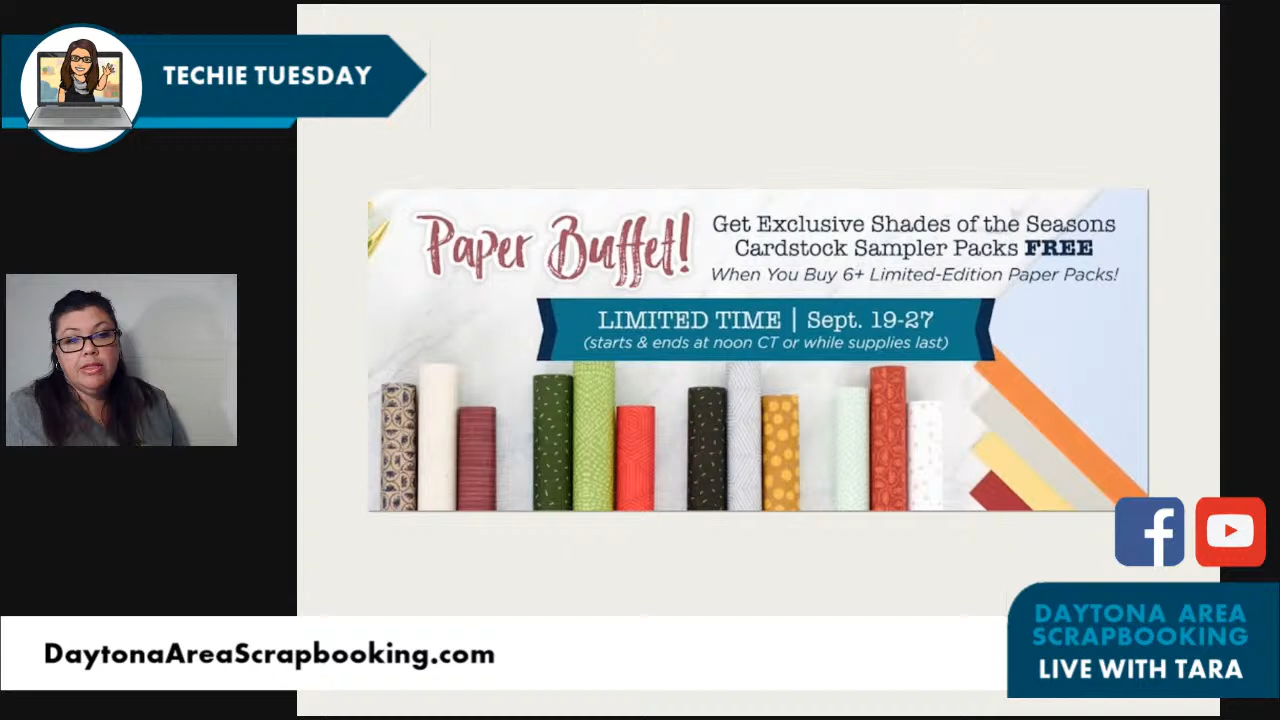 TECHIE TUESDAY
Paper Buffet!
Get Exclusive Shades of the Seasons
Cardstock Sampler Packs FREE
When You Buy 6+ Limited-Edition Paper Packs!
LIMITED TIME | Sept. 19-27
(starts & ends at noon CT or while supplies last)
DaytonaAreaScrapbooking.com
DAYTONA AREA
SCRAPBOOKING
LIVE WITH TARA